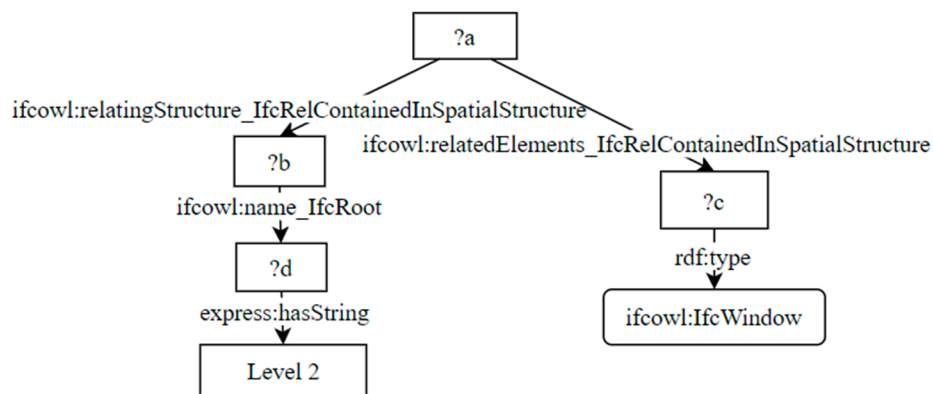 ?a
ifcowl:relatingStructure_IfcRelContainedInSpatialStructure
ifcowl:relatedElements_IfcRelContainedInSpatialStructure
?b
ifcowl:name_IfcRoot
?c
?d
rdf:type
express:hasString
ifcowl:IfcWindow
Level 2